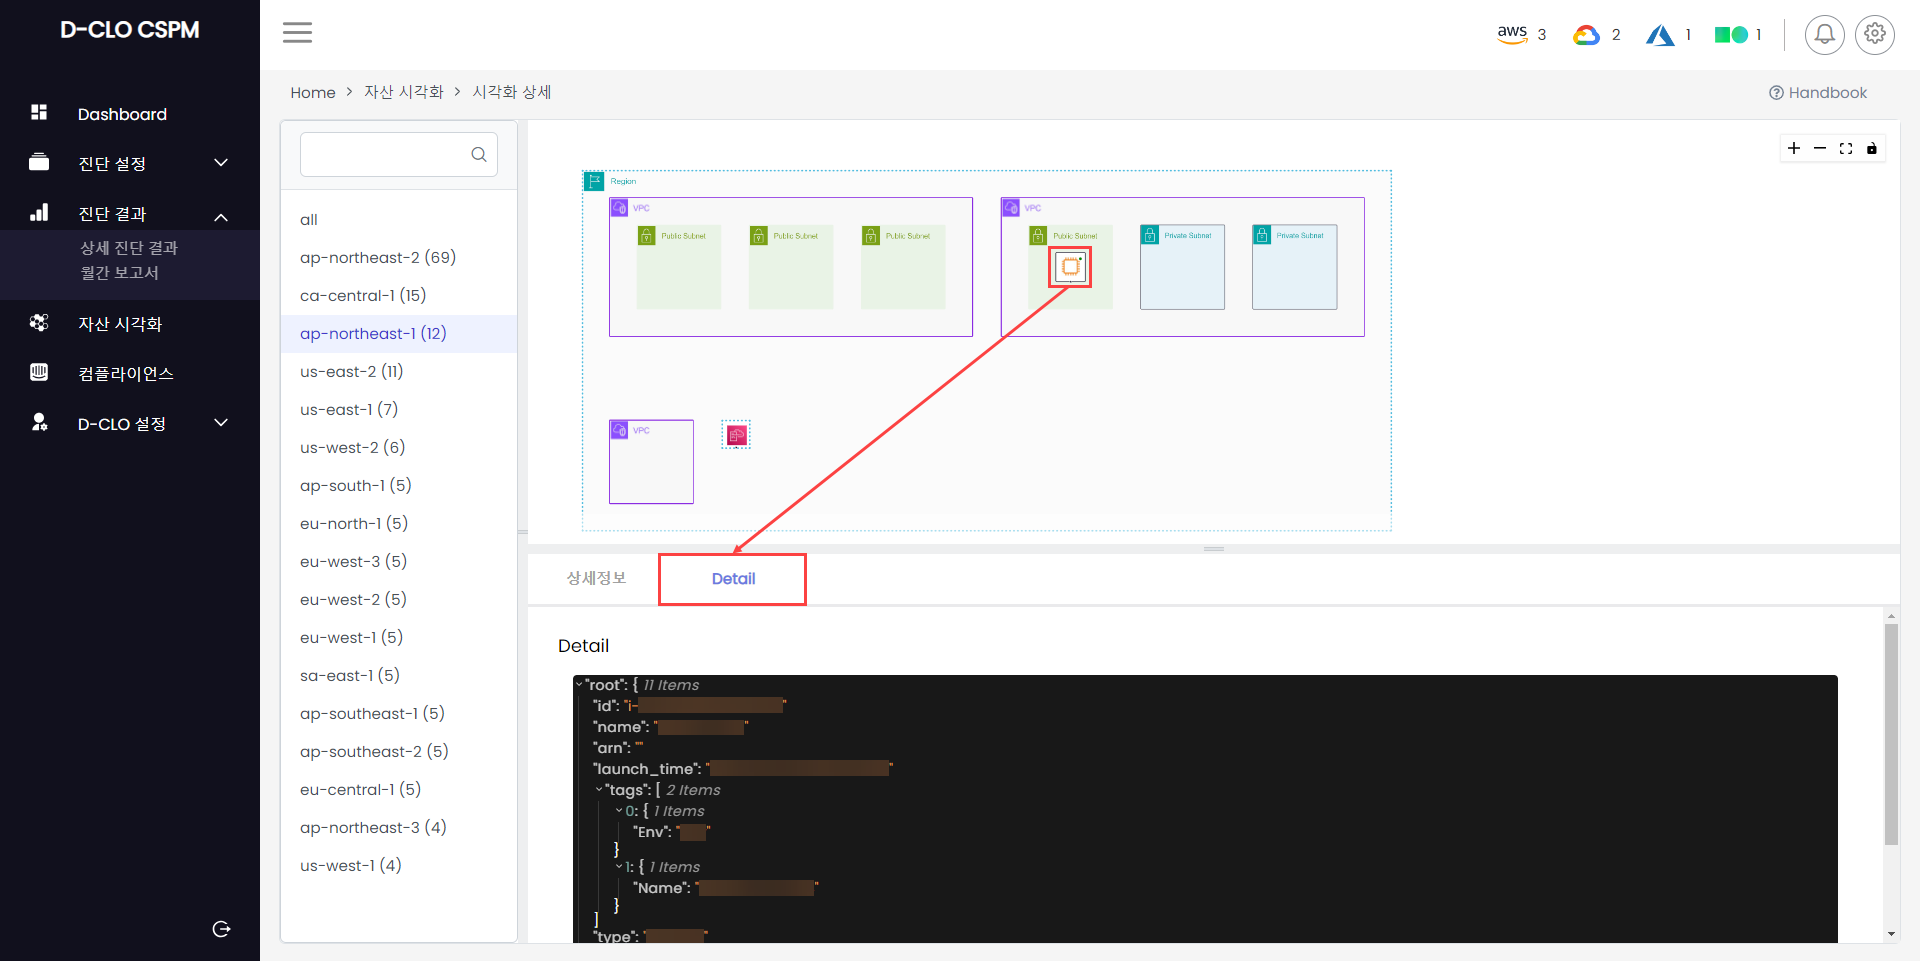 D-CLO CSPM
Dashboard
진단 설정
진단 결과
상세 진단 결과
월간 보고서
자산 시각화
컴플라이언스
D-CLO 설정
aws 3
2
1
1
Home > 자산 시각화 > 시각화 상세
Handbook
all
ap-northeast-2 (69)
ca-central-1 (15)
ap-northeast-1 (12)
us-east-2 (11)
us-east-1 (7)
us-west-2 (6)
ap-south-1 (5)
eu-north-1 (5)
eu-west-3 (5)
eu-west-2 (5)
eu-west-1 (5)
sa-east-1 (5)
ap-southeast-1 (5)
ap-southeast-2 (5)
eu-central-1 (5)
ap-northeast-3 (4)
us-west-1 (4)
Region
VPC
Public Subnet
Public Subnet
Public Subnet
VPC
Public Subnet
Private Subnet
Private Subnet
VPC
상세정보
Detail
Detail
"root": { 11 Items
"id": "i-"
"name": ""
"arn": ""
"launch_time": ""
"tags": [ 2 Items
0: { 1 Items
"Env": ""
}
1: { 1 Items
"Name": ""
}
]
"type": ""